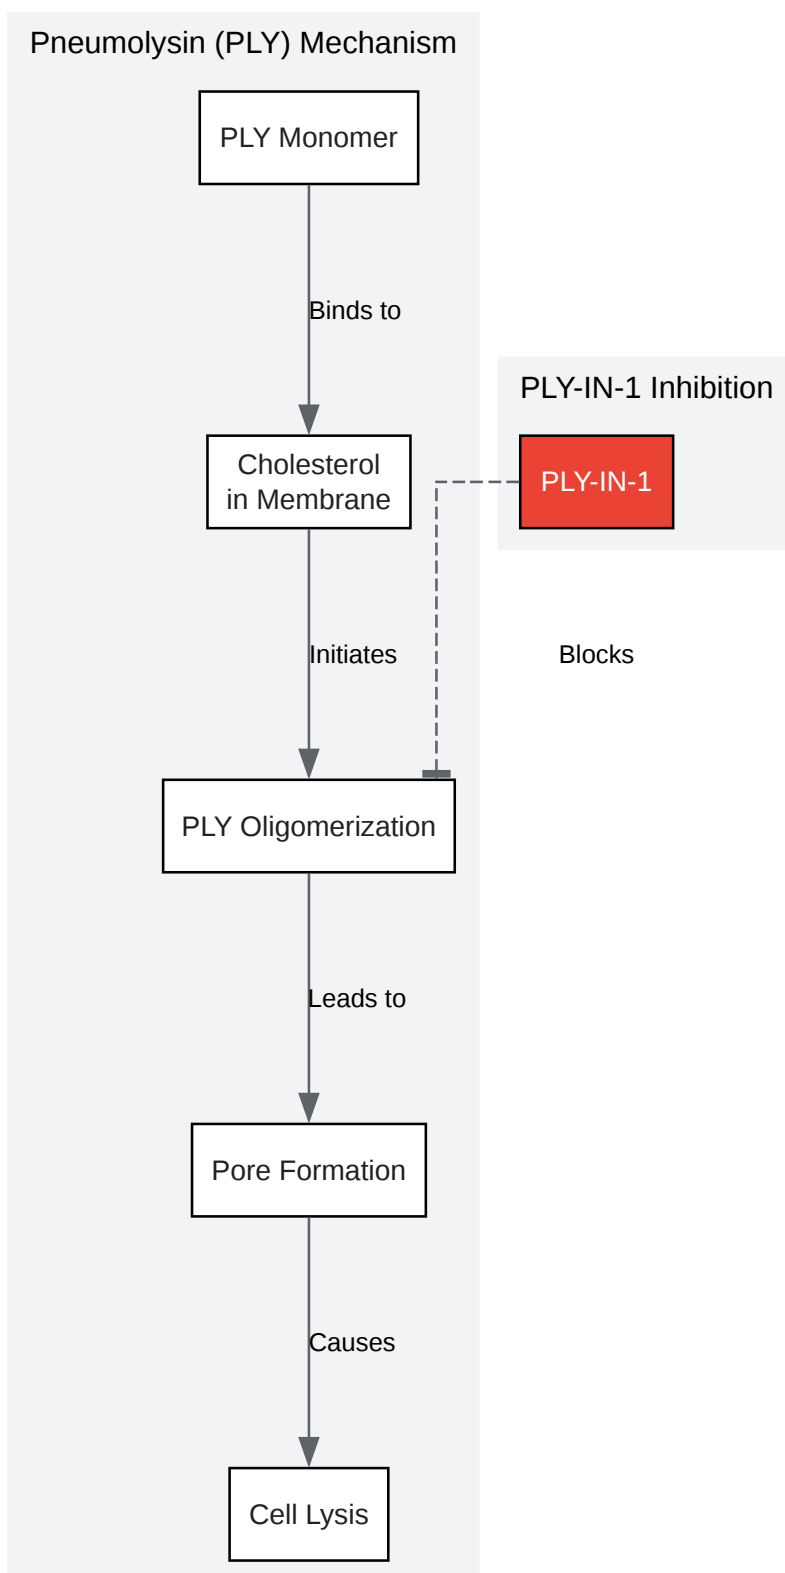 Pneumolysin (PLY) Mechanism
PLY Monomer
Binds to
PLY-IN-1 Inhibition
Cholesterol
in Membrane
PLY-IN-1
Initiates
Blocks
PLY Oligomerization
Leads to
Pore Formation
Causes
Cell Lysis